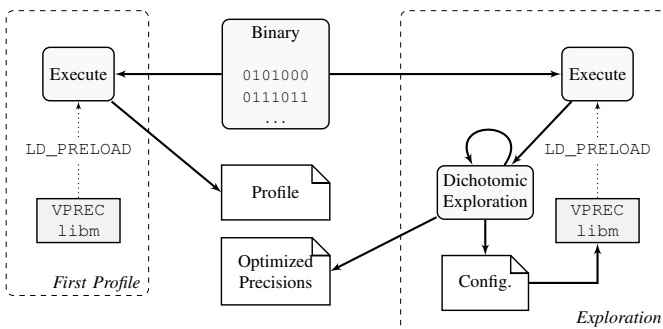 Binary
0101000
0111011
...
Execute
Execute
LD_PRELOAD
LD_PRELOAD
VPREC
libm
Profile
Dichotomic
Exploration
VPREC
libm
Optimized
Precisions
Config.
First Profile
Exploration